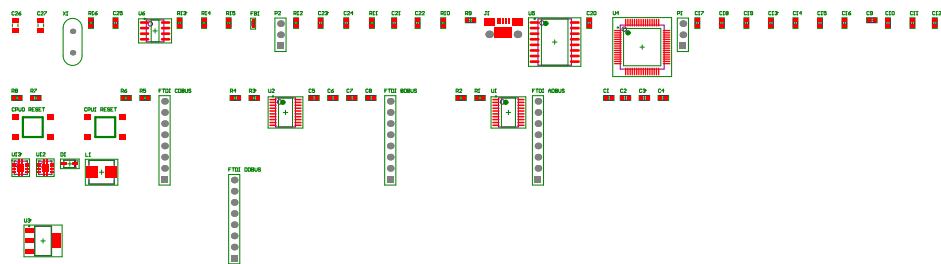 C26 C27 X1 R16 C25 U6 R13 R14 R15 FB1 P2 R12 C23 C24 R11 C21 C22 R10 R9 J1 U5 C20 U4 P1 C17 C18 C19 C13 C14 C15 C16 C9 C10 C11 C12
R8 R7 R6 R5 FTDI CDBUS R4 R3 U2 C5 C6 C7 C8 FTDI BDBUS R2 R1 U1 FTDI ADBUS C1 C2 C3 C4
CPU0 RESET CPU1 RESET
U13 U12 D1 L1
FTDI DDBUS
U3